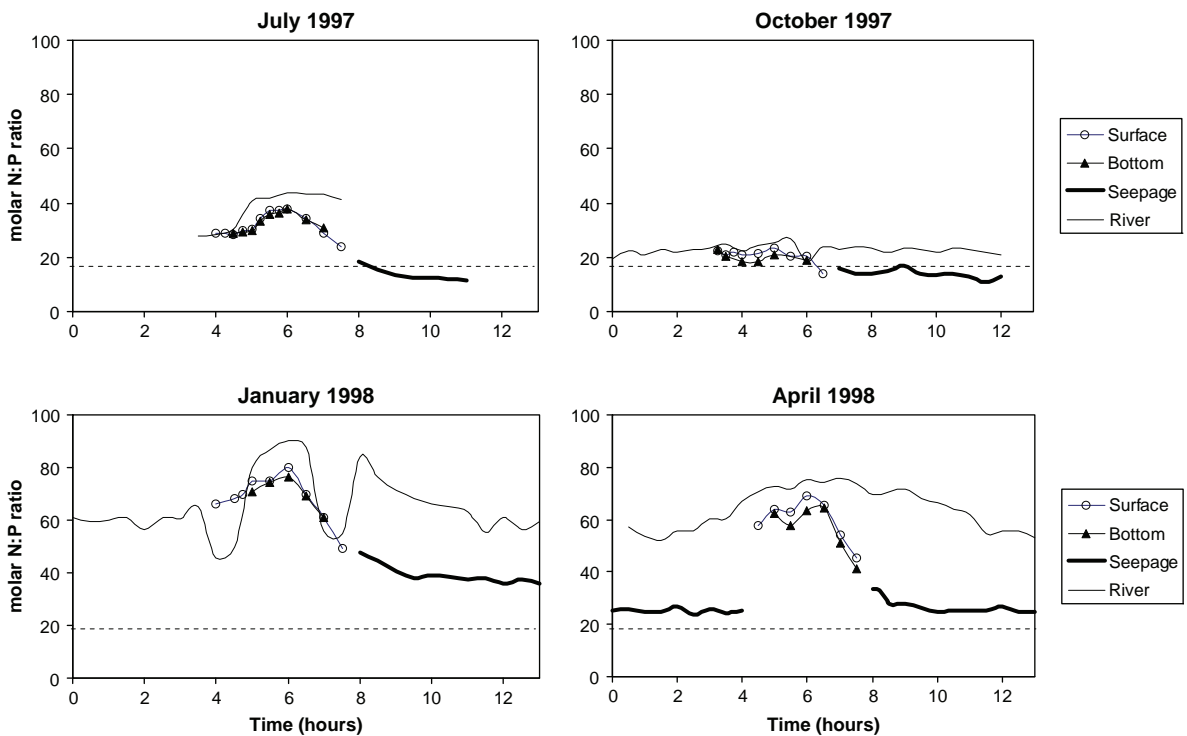 July 1997
October 1997
molar N:P ratio
100
80
60
40
20
0
0 2 4 6 8 10 12
100
80
60
40
20
0
0 2 4 6 8 10 12
Surface
Bottom
Seepage
River
January 1998
April 1998
molar N:P ratio
100
80
60
40
20
0
0 2 4 6 8 10 12
Time (hours)
100
80
60
40
20
0
0 2 4 6 8 10 12
Time (hours)
Surface
Bottom
Seepage
River